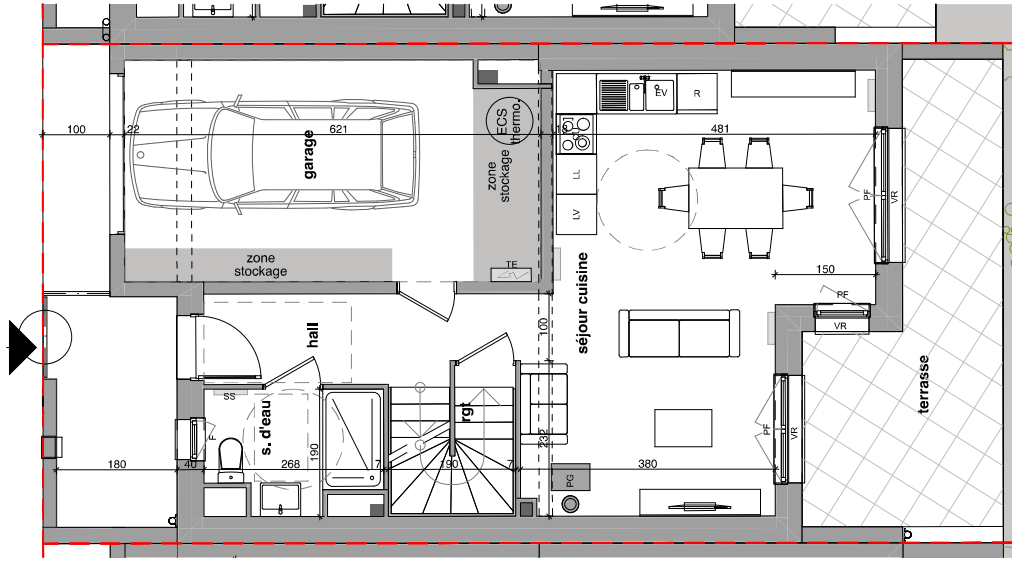 100
22
621
garage
ECS
thermo.
zone
stockage
zone
stockage
TE
18
481
EV
R
LL
LV
PF
VR
150
PF
VR
séjour cuisine
terrasse
hall
100
rgt
s. d'eau
SS
F
190
232
PF
VR
180
40
268
7
190
7
380
PG